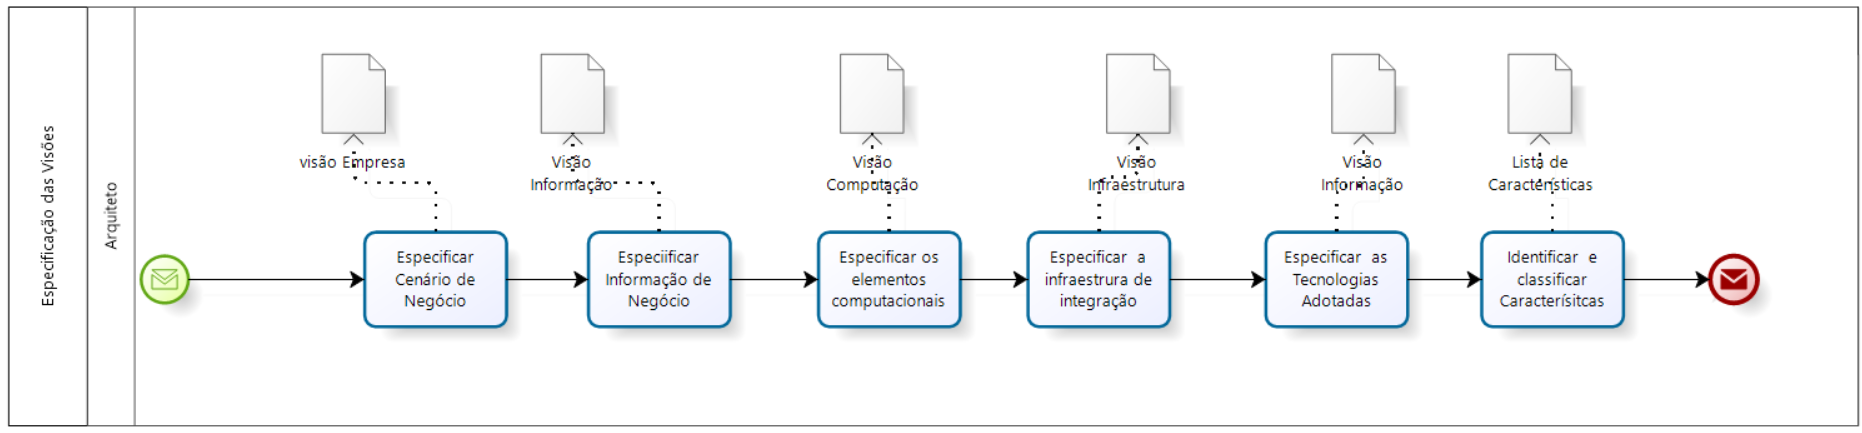 Especificação das Visões
Arquiteto
visão Empresa
Visão
Informação
Visão
Computação
Visão
Infraestrutura
Visão
Informação
Lista de
Características
Especificar
Cenário de
Negócio
Especiificar
Informação de
Negócio
Especificar os
elementos
computacionais
Especificar a
infraestrura de
integração
Especificar as
Tecnologias
Adotadas
Identificar e
classificar
Caracterísitcas